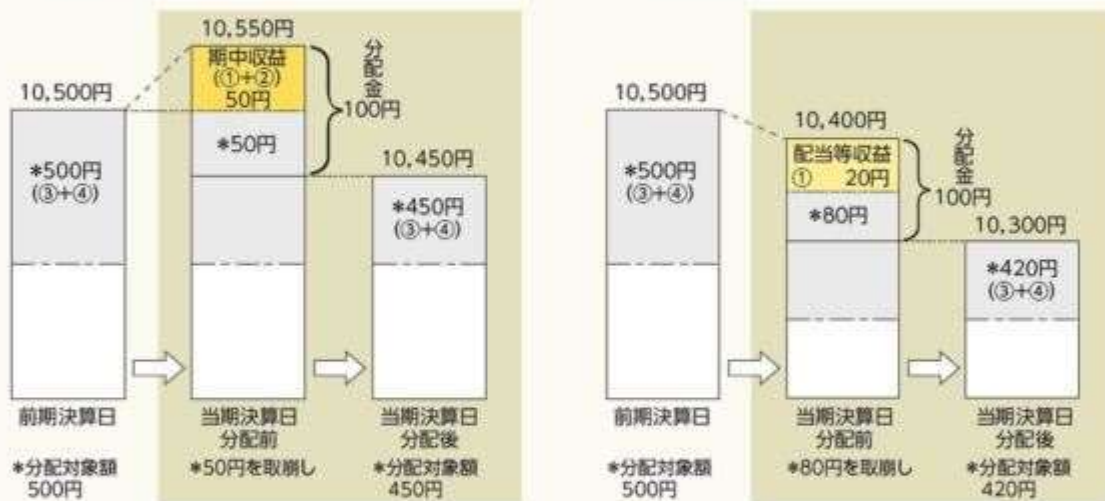 10,550円
期中収益
(①+②)
50円
*50円
分配金
100円
10,500円
*500円
(③+④)
10,450円
*450円
(③+④)
前期決算日
当期決算日
分配前
当期決算日
分配後
*分配対象額
500円
*50円を取崩し
*分配対象額
450円
10,500円
*500円
(③+④)
10,400円
配当等収益
① 20円
*80円
分配金
100円
10,300円
*420円
(③+④)
前期決算日
当期決算日
分配前
当期決算日
分配後
*分配対象額
500円
*80円を取崩し
*分配対象額
420円